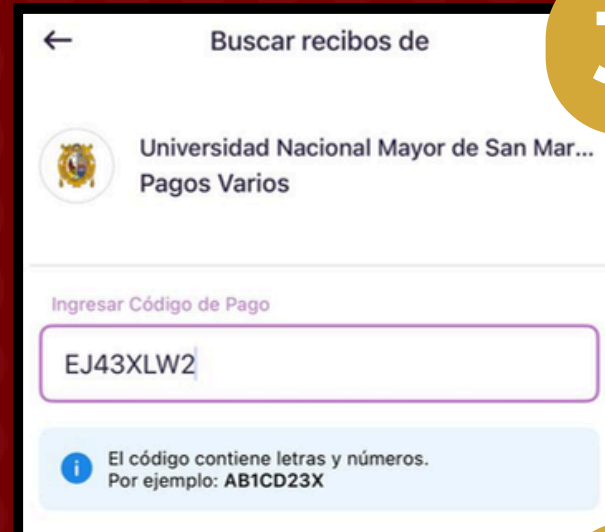 Buscar recibos de
Universidad Nacional Mayor de San Mar...
Pagos Varios
Ingresar Código de Pago
EJ43XLW2
El código contiene letras y números.
Por ejemplo: AB1CD23X